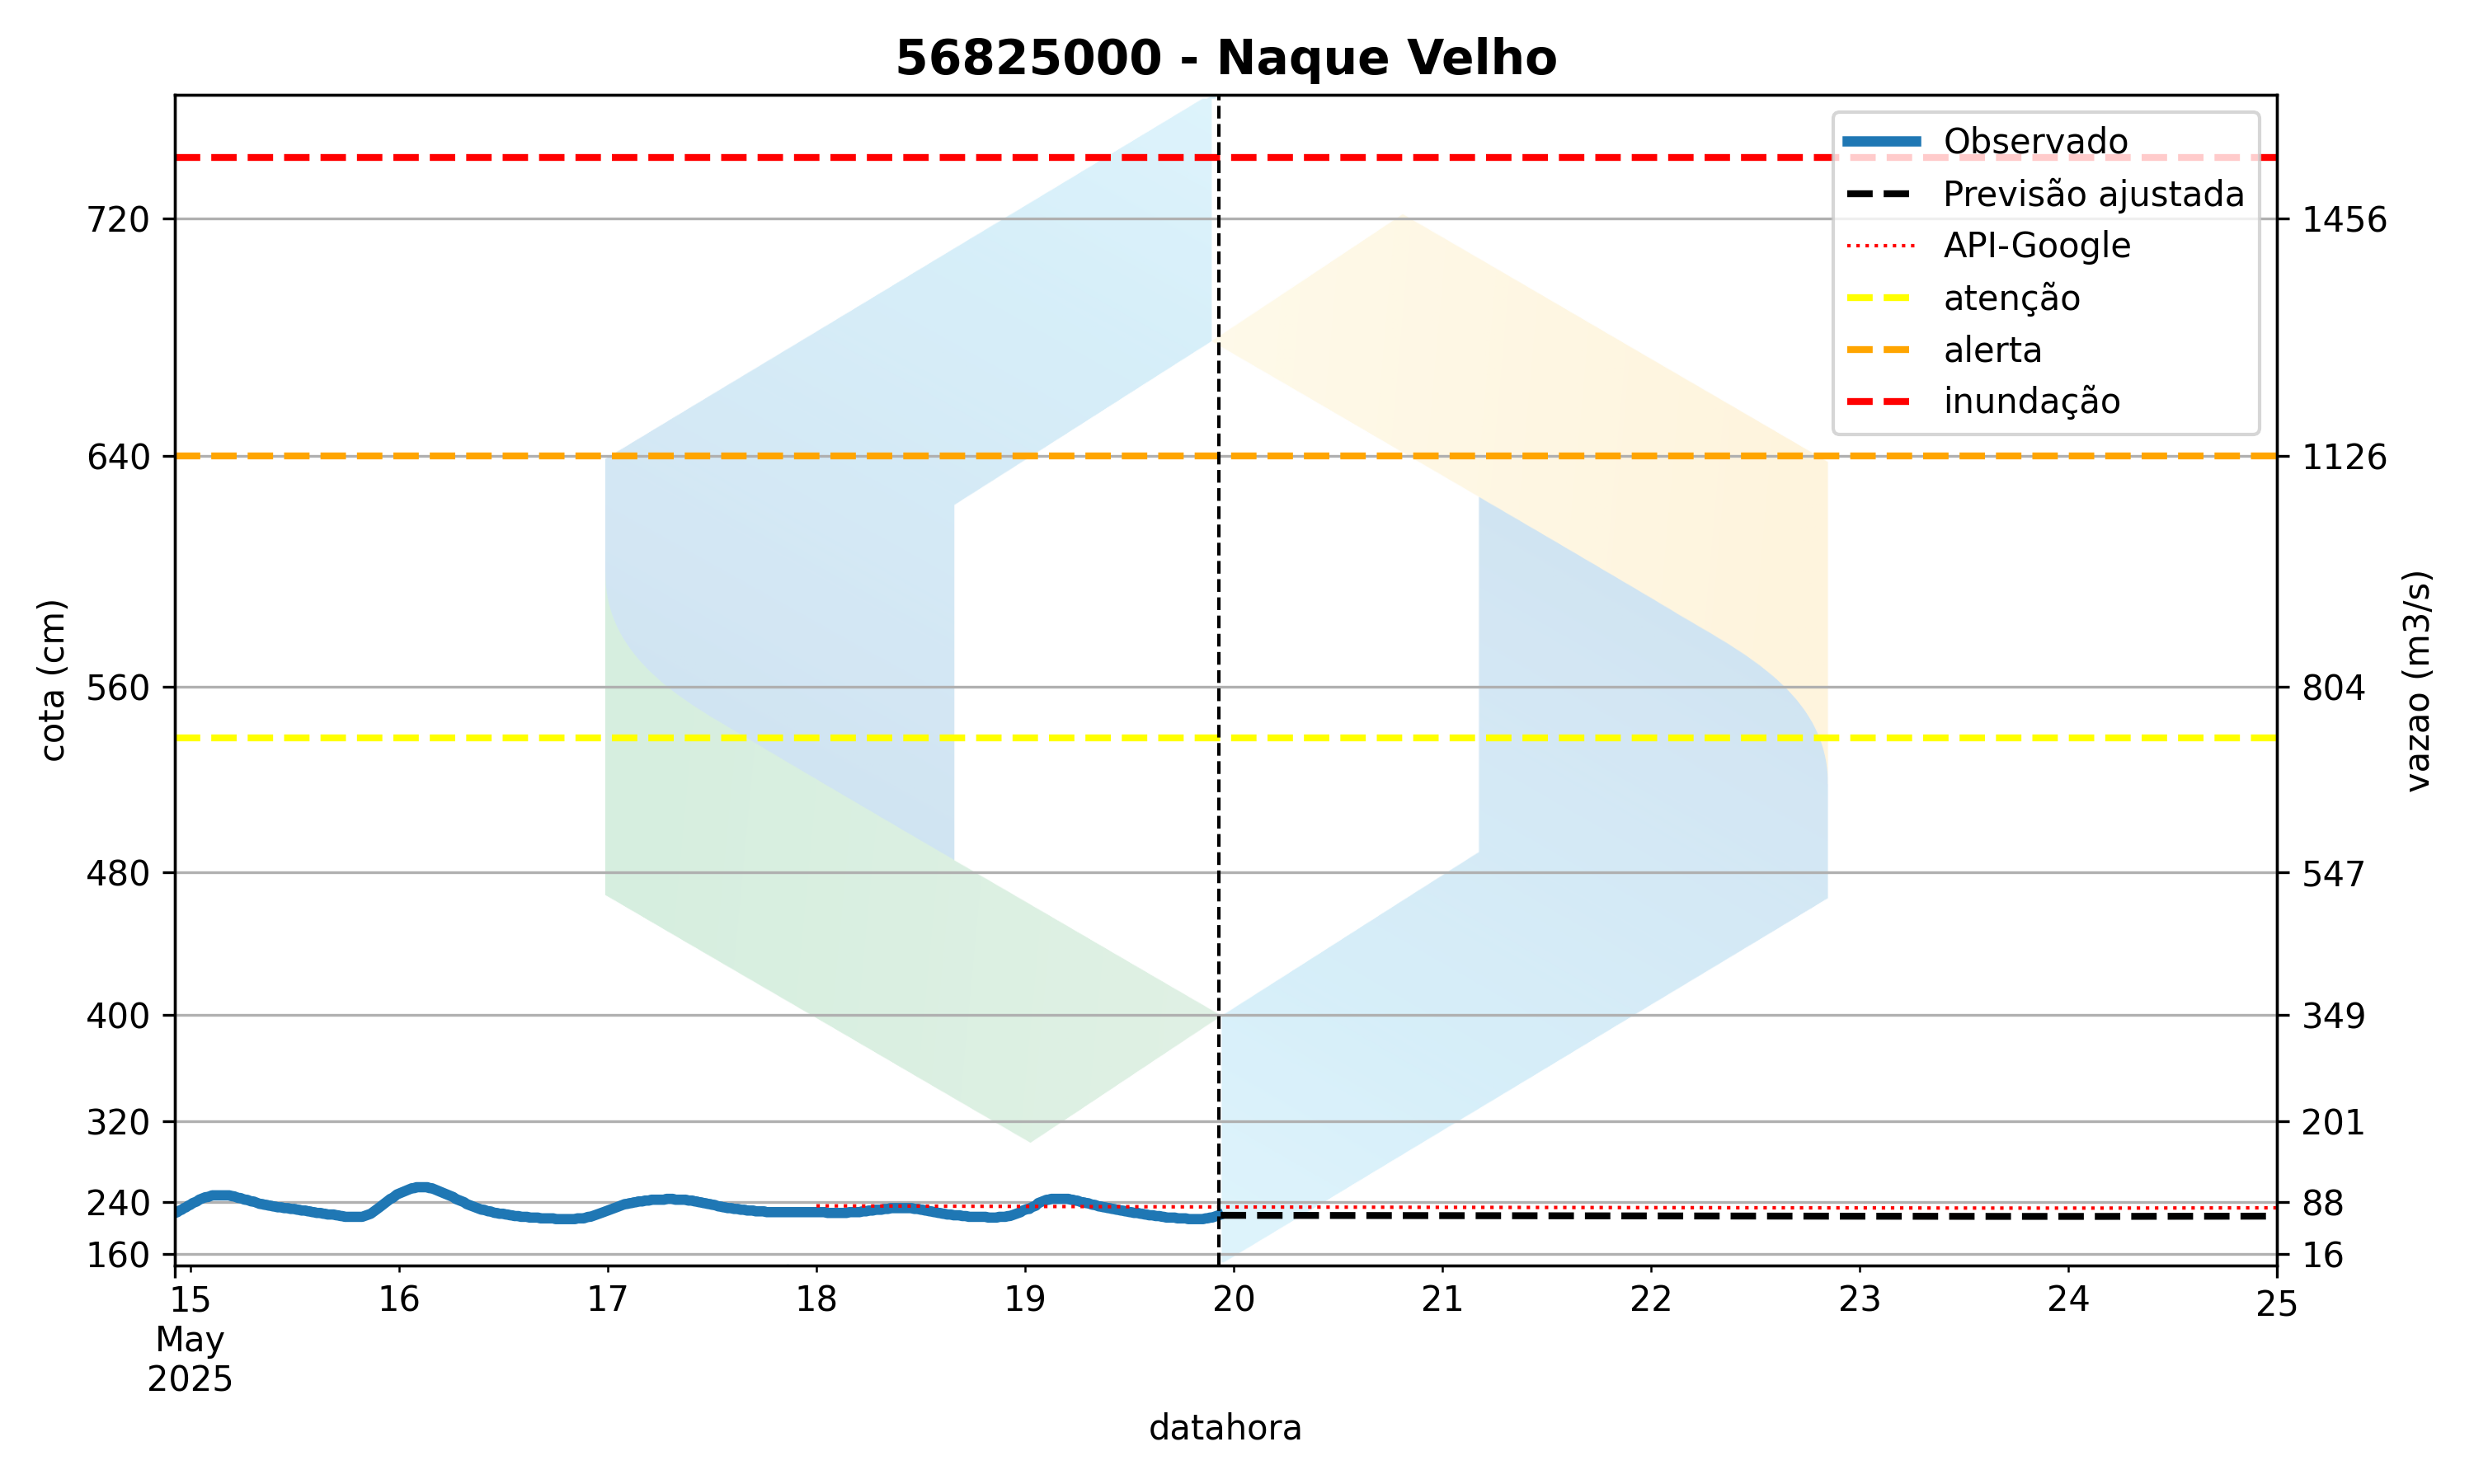 56825000 - Naque Velho
Observado
Previsão ajustada
API-Google
atenção
alerta
inundação
cota (cm)
720
640
560
480
400
320
240
160
vazao (m3/s)
1456
1126
804
547
349
201
88
16
15 16 17 18 19 20 21 22 23 24 25
May
2025
datahora